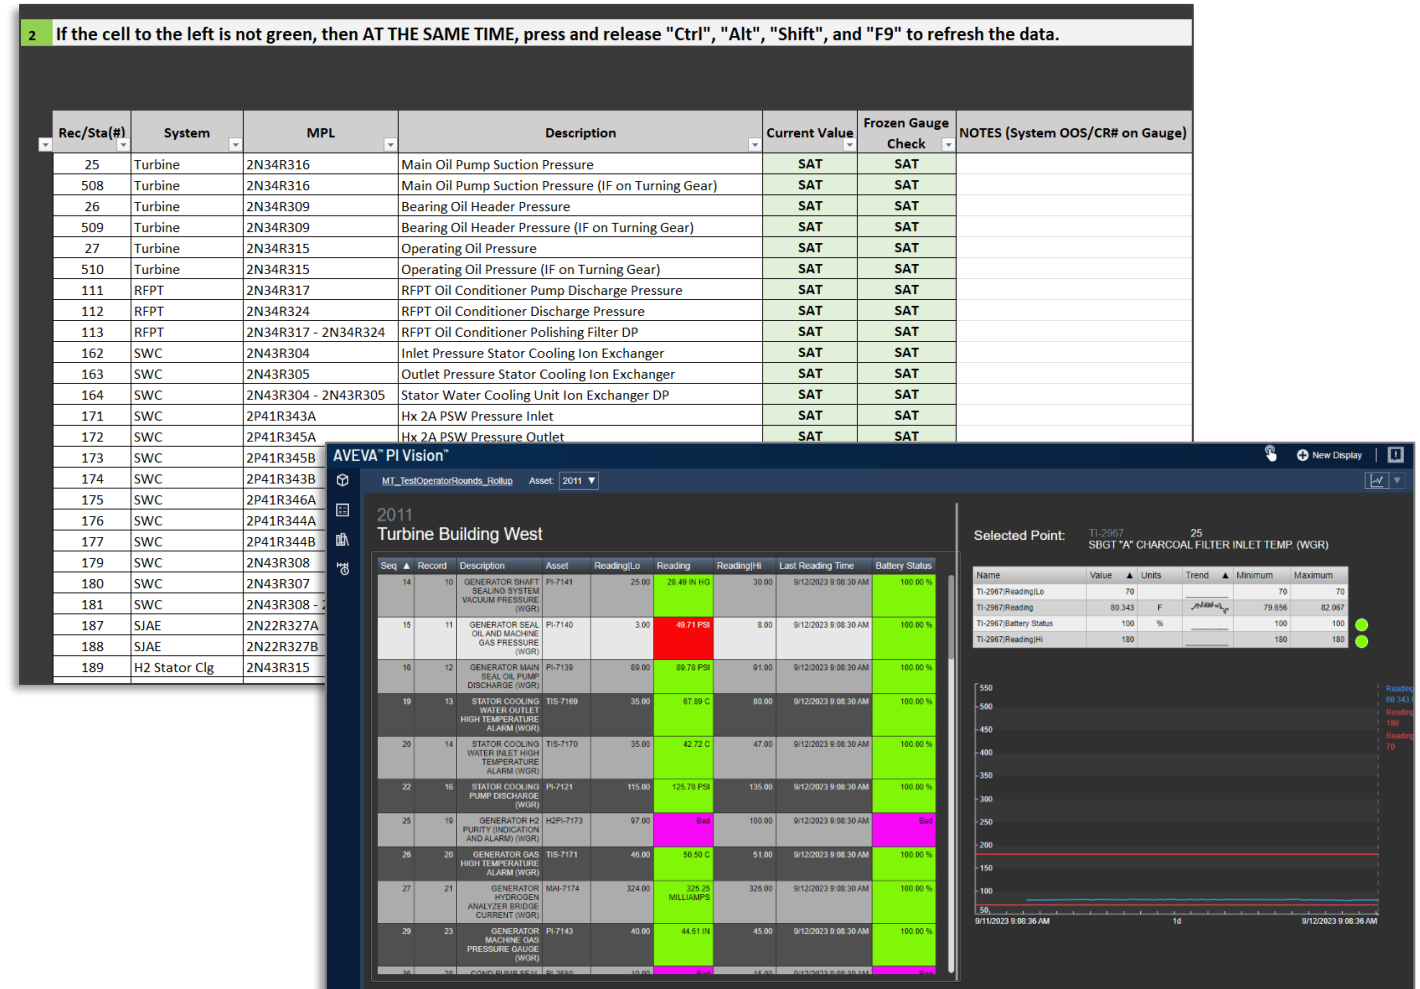 2 If the cell to the left is not green, then AT THE SAME TIME, press and release "Ctrl", "Alt", "Shift", and "F9" to refresh the data.
Rec/Sta(#) System MPL Description Current Value Frozen Gauge Check NOTES (System OOS/CR# on Gauge)
25 Turbine 2N34R316 Main Oil Pump Suction Pressure SAT SAT
508 Turbine 2N34R316 Main Oil Pump Suction Pressure (IF on Turning Gear) SAT SAT
26 Turbine 2N34R309 Bearing Oil Header Pressure SAT SAT
509 Turbine 2N34R309 Bearing Oil Header Pressure (IF on Turning Gear) SAT SAT
27 Turbine 2N34R315 Operating Oil Pressure SAT SAT
510 Turbine 2N34R315 Operating Oil Pressure (IF on Turning Gear) SAT SAT
111 RFPT 2N34R317 RFPT Oil Conditioner Pump Discharge Pressure SAT SAT
112 RFPT 2N34R324 RFPT Oil Conditioner Discharge Pressure SAT SAT
113 RFPT 2N34R317 - 2N34R324 RFPT Oil Conditioner Polishing Filter DP SAT SAT
162 SWC 2N43R304 Inlet Pressure Stator Cooling Ion Exchanger SAT SAT
163 SWC 2N43R305 Outlet Pressure Stator Cooling Ion Exchanger SAT SAT
164 SWC 2N43R304 - 2N43R305 Stator Water Cooling Unit Ion Exchanger DP SAT SAT
171 SWC 2P41R343A Hx 2A PSW Pressure Inlet SAT SAT
172 SWC 2P41R345A Hx 2A PSW Pressure Outlet SAT SAT
173 SWC 2P41R345B
174 SWC 2P41R343B
175 SWC 2P41R346A
176 SWC 2P41R344A
177 SWC 2P41R344B
179 SWC 2N43R308
180 SWC 2N43R307
181 SWC 2N43R308 -
187 SJAE 2N22R327A
188 SJAE 2N22R327B
189 H2 Stator Clg 2N43R315
AVEVA™ PI Vision™ New Display
MT_TestOperatorRounds_Rollup Asset: 2011
2011
Turbine Building West
Seq Record Description Asset Reading|Lo Reading Reading|Hi Last Reading Time Battery Status
14 10 GENERATOR SHAFT SEALING SYSTEM VACUUM PRESSURE (WGR) PI-7141 25.00 28.49 IN HG 30.00 9/12/2023 9:08:30 AM 100.00 %
15 11 GENERATOR SEAL OIL AND MACHINE GAS PRESSURE (WGR) PI-7140 3.00 49.71 PSI 8.00 9/12/2023 9:08:30 AM 100.00 %
16 12 GENERATOR MAIN SEAL OIL PUMP DISCHARGE (WGR) PI-7139 89.00 89.78 PSI 91.00 9/12/2023 9:08:30 AM 100.00 %
19 13 STATOR COOLING WATER OUTLET HIGH TEMPERATURE ALARM (WGR) TIS-7169 35.00 67.89 C 80.00 9/12/2023 9:08:30 AM 100.00 %
20 14 STATOR COOLING WATER INLET HIGH TEMPERATURE ALARM (WGR) TIS-7170 35.00 42.72 C 47.00 9/12/2023 9:08:30 AM 100.00 %
22 16 STATOR COOLING PUMP DISCHARGE (WGR) PI-7121 115.00 125.78 PSI 135.00 9/12/2023 9:08:30 AM 100.00 %
25 19 GENERATOR H2 PURITY (INDICATION AND ALARM) (WGR) H2PI-7173 97.00 Bad 100.00 9/12/2023 9:08:30 AM Bad
26 20 GENERATOR GAS HIGH TEMPERATURE ALARM (WGR) TIS-7171 46.00 50.50 C 51.00 9/12/2023 9:08:30 AM 100.00 %
27 21 GENERATOR HYDROGEN ANALYZER BRIDGE CURRENT (WGR) MAI-7174 324.00 325.25 MILLIAMPS 326.00 9/12/2023 9:08:30 AM 100.00 %
29 23 GENERATOR MACHINE GAS PRESSURE GAUGE (WGR) PI-7143 40.00 44.61 IN 45.00 9/12/2023 9:08:30 AM 100.00 %
Selected Point: TI-2967 25
SBGT "A" CHARCOAL FILTER INLET TEMP. (WGR)
Name Value Units Trend Minimum Maximum
TI-2967|Reading|Lo 70 70 70
TI-2967|Reading 80.343 F 79.656 82.067
TI-2967|Battery Status 100 % 100 100
TI-2967|Reading|Hi 180 180 180
550
500
450
400
350
300
250
200
150
100
50
Reading
80.343
Reading
180
Reading
70
9/11/2023 9:08:36 AM 1d 9/12/2023 9:08:36 AM